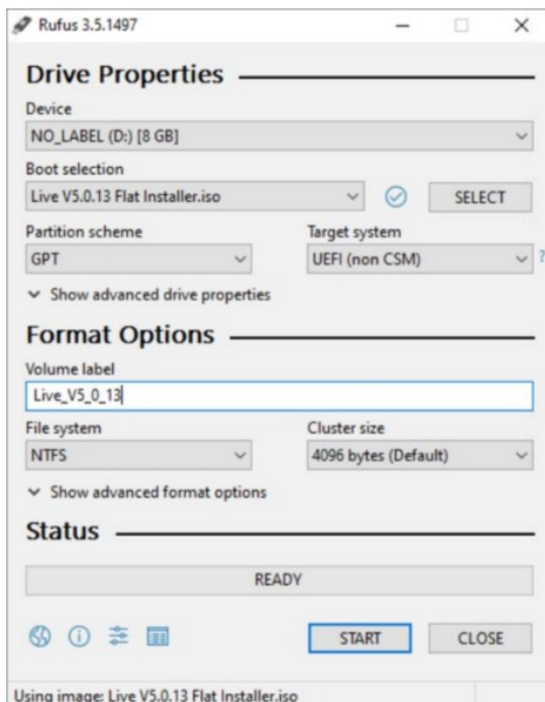 Rufus 3.5.1497
Drive Properties
Device
NO_LABEL (D:) [8 GB]
Boot selection
Live V5.0.13 Flat Installer.iso
SELECT
Partition scheme
Target system
GPT
UEFI (non CSM)
?
Show advanced drive properties
Format Options
Volume label
Live_V5_0_13
File system
Cluster size
NTFS
4096 bytes (Default)
Show advanced format options
Status
READY
START
CLOSE
Using image: Live V5.0.13 Flat Installer.iso